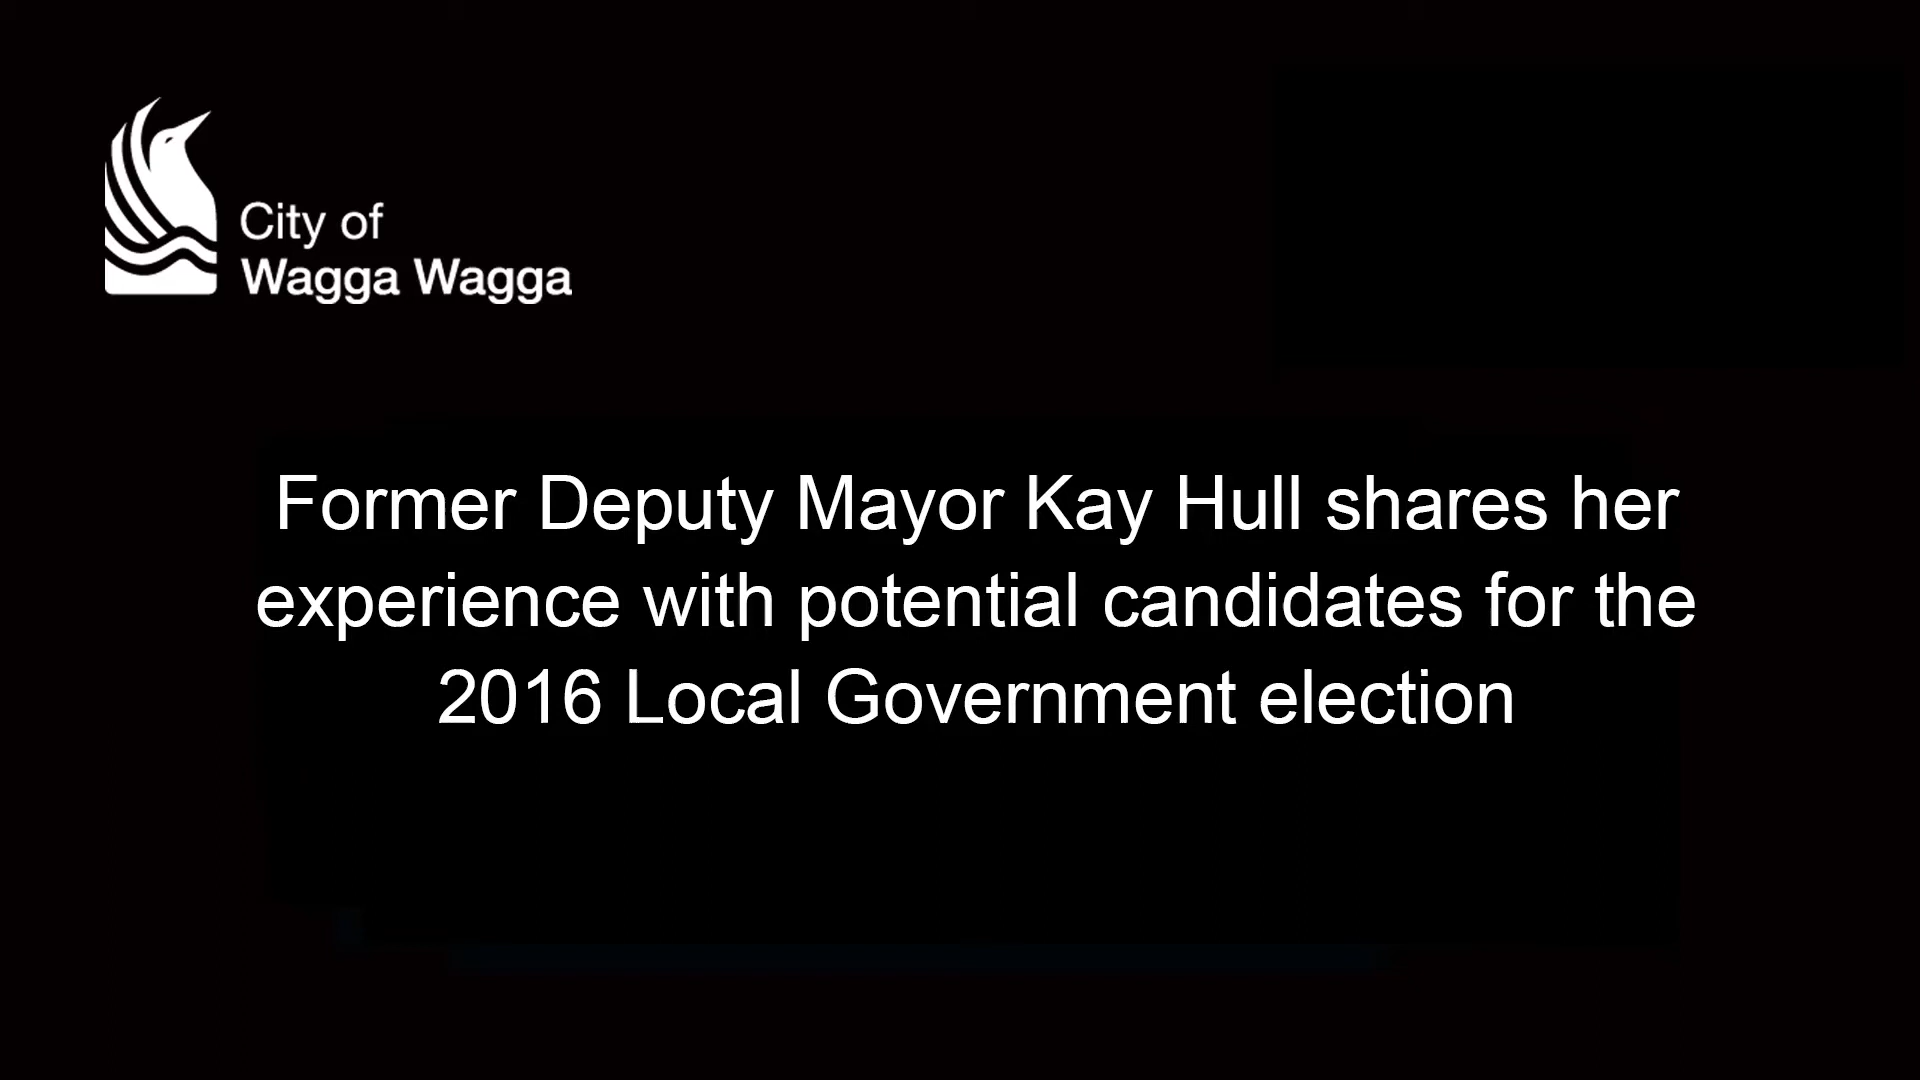 City of
Wagga Wagga
Former Deputy Mayor Kay Hull shares her
experience with potential candidates for the
2016 Local Government election